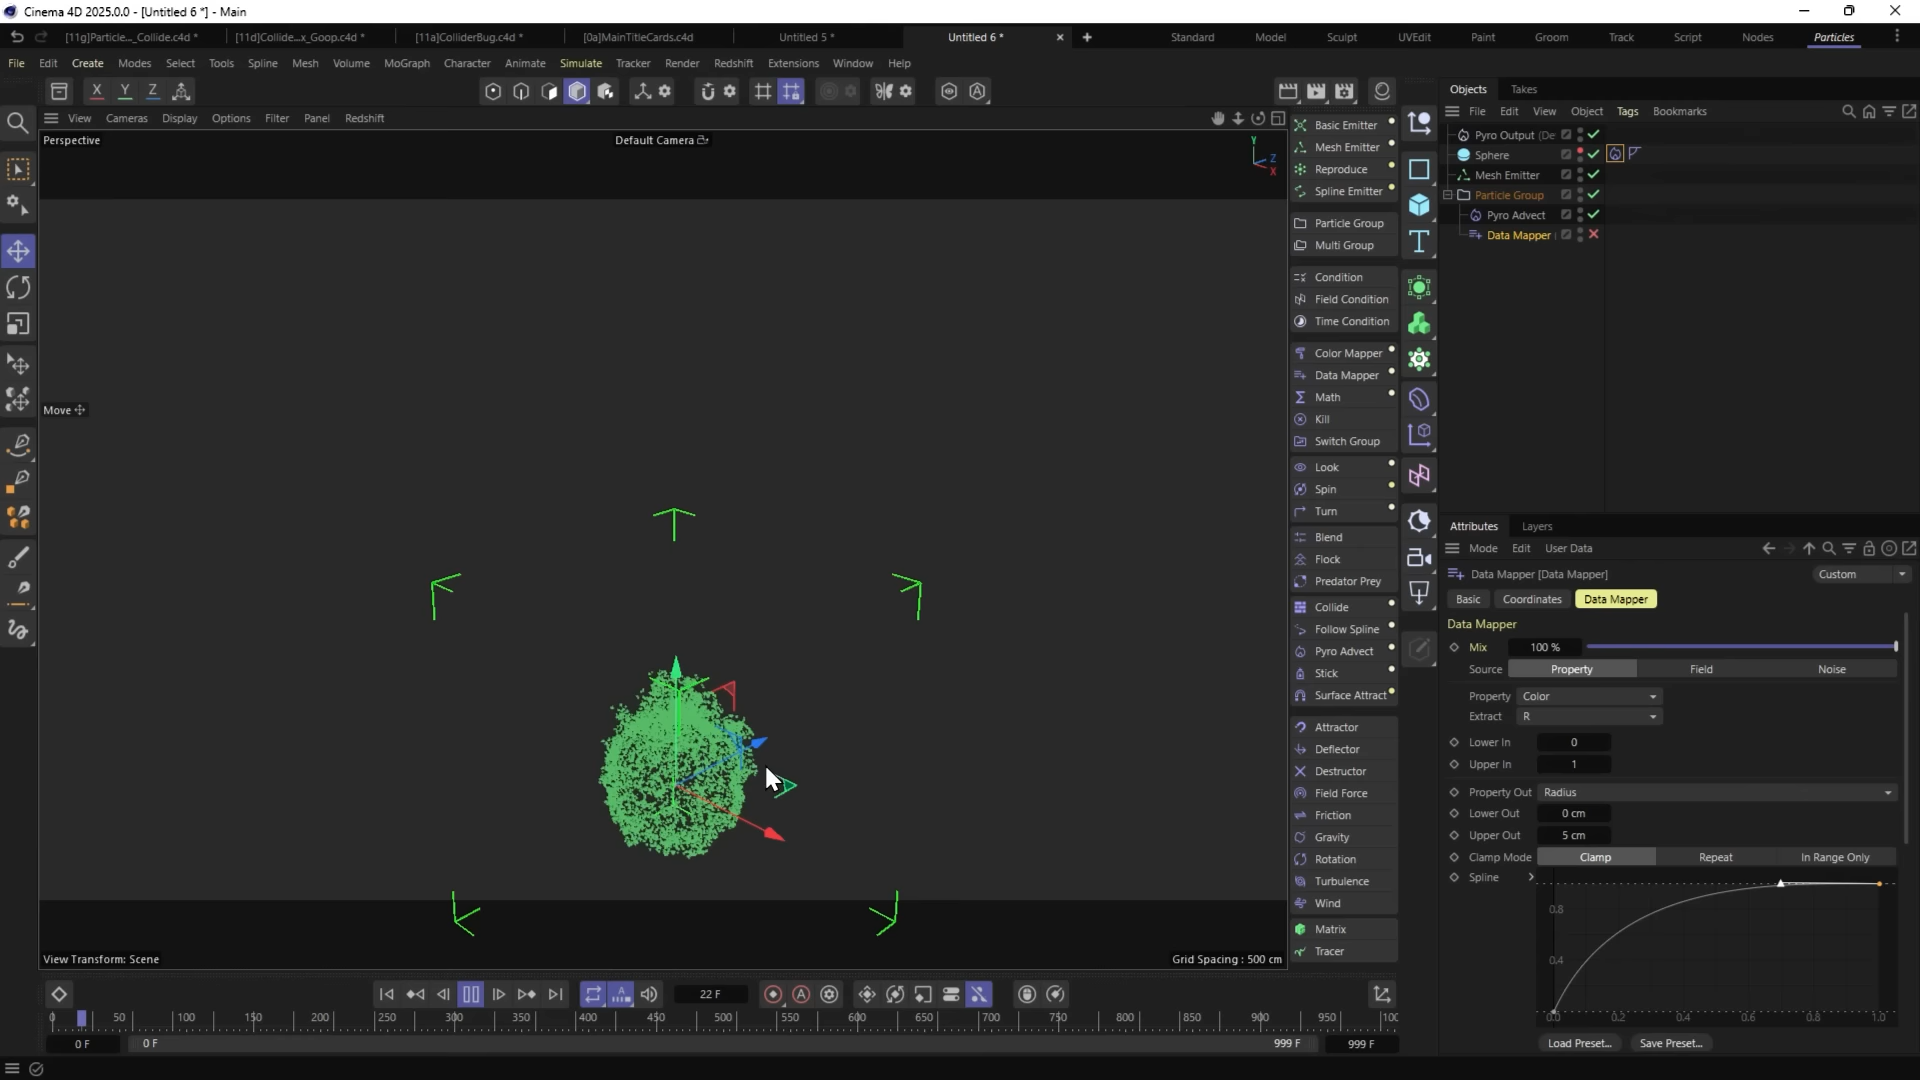 Cinema 4D 2025.0.0 - [Untitled 6 *] - Main
[11g]Particle..._Collide.c4d * [11d]Collide...x_Goop.c4d * [11a]ColliderBug.c4d * [0a]MainTitleCards.c4d Untitled 5 * Untitled 6 * Standard Model Sculpt UVEdit Paint Groom Track Script Nodes Particles
File Edit Create Modes Select Tools Spline Mesh Volume MoGraph Character Animate Simulate Tracker Render Redshift Extensions Window Help
X Y Z
View Cameras Display Options Filter Panel Redshift
Perspective
Default Camera
Y
Z
X
Move
View Transform: Scene
Grid Spacing : 500 cm
Basic Emitter
Mesh Emitter
Reproduce
Spline Emitter
Particle Group
Multi Group
Condition
Field Condition
Time Condition
Color Mapper
Data Mapper
Math
Kill
Switch Group
Look
Spin
Turn
Blend
Flock
Predator Prey
Collide
Follow Spline
Pyro Advect
Stick
Surface Attract
Attractor
Deflector
Destructor
Field Force
Friction
Gravity
Rotation
Turbulence
Wind
Matrix
Tracer
Objects Takes
File Edit View Object Tags Bookmarks
Pyro Output (De
Sphere
Mesh Emitter
Particle Group
Pyro Advect
Data Mapper
Attributes Layers
Mode Edit User Data
Data Mapper [Data Mapper] Custom
Basic Coordinates Data Mapper
Data Mapper
Mix 100 %
Source Property Field Noise
Property Color
Extract R
Lower In 0
Upper In 1
Property Out Radius
Lower Out 0 cm
Upper Out 5 cm
Clamp Mode Clamp Repeat In Range Only
Spline
0.8
0.4
0.0 0.2 0.4 0.6 0.8 1.0
Load Preset... Save Preset...
22 F
0 50 100 150 200 250 300 350 400 450 500 550 600 650 700 750 800 850 900 950 100
0 F 0 F 999 F 999 F